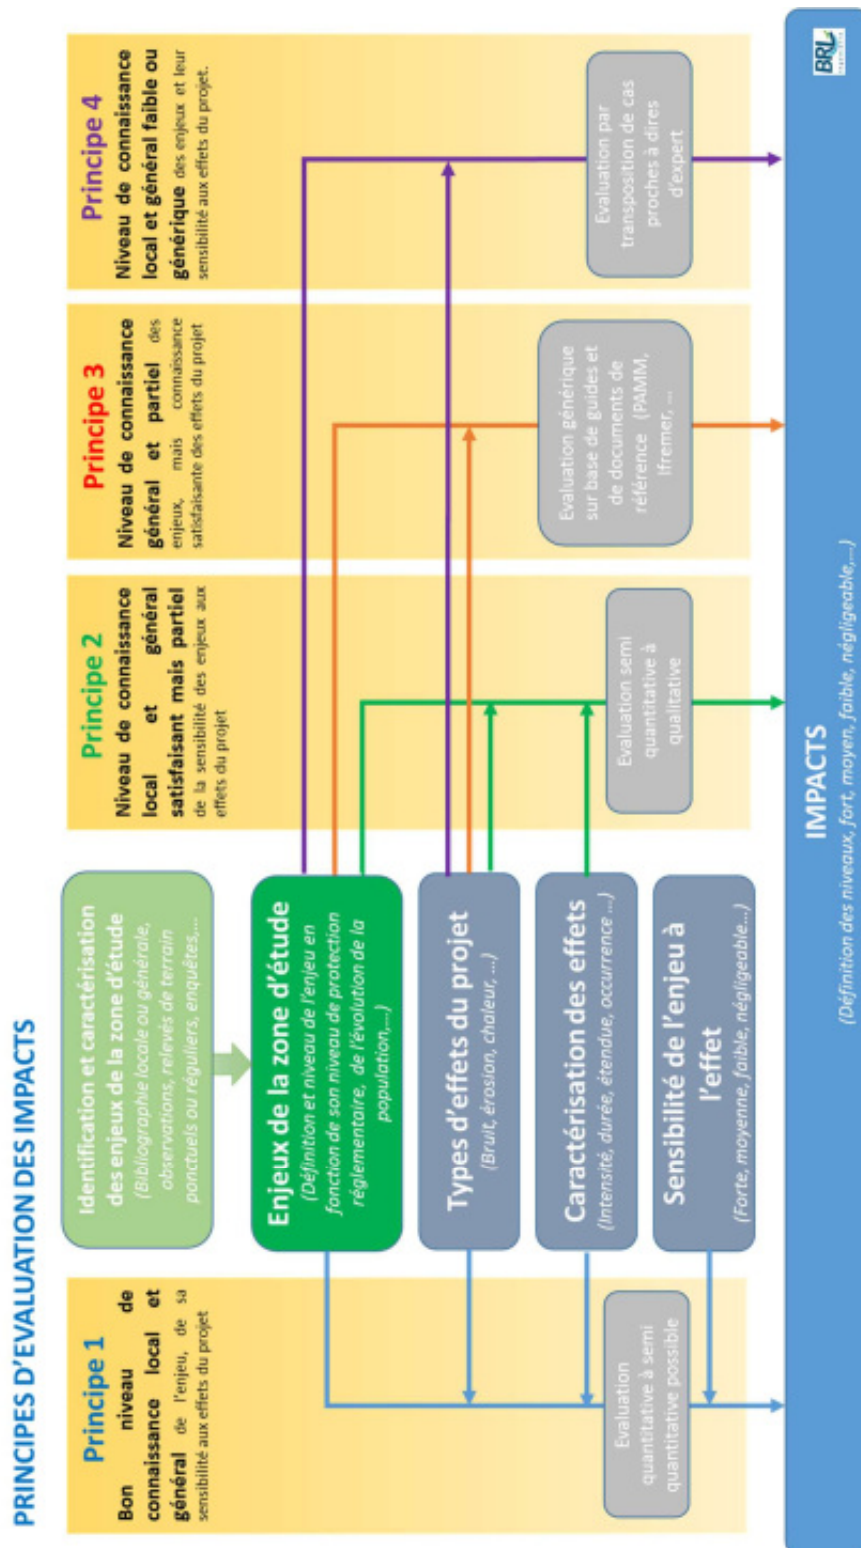 PRINCIPES D'EVALUATION DES IMPACTS
Principe 1
Bon niveau de
connaissance local et
général de l'enjeu, de sa
sensibilité aux effets du projet
Evaluation
quantitative à semi
quantitative possible
Identification et caractérisation
des enjeux de la zone d'étude
(Bibliographie locale ou générale,
observations, relevés de terrain
ponctuels ou réguliers, enquêtes,...
Enjeux de la zone d'étude
(Définition et niveau de l'enjeu en
fonction de son niveau de protection
réglementaire, de l'évolution de la
population,...)
Types d'effets du projet
(Bruit, érosion, chaleur, ...)
Caractérisation des effets
(Intensité, durée, étendue, occurrence ...)
Sensibilité de l'enjeu à
l'effet
(Forte, moyenne, faible, négligeable...)
Principe 2
Niveau de connaissance
local et général
satisfaisant mais partiel
de la sensibilité des enjeux aux
effets du projet
Evaluation semi
quantitative à
qualitative
Principe 3
Niveau de connaissance
général et partiel des
enjeux, mais connaissance
satisfaisante des effets du projet
Evaluation générique
sur base de guides et
de documents de
référence (PAMM,
Ifremer, ...
Principe 4
Niveau de connaissance
local et général faible ou
générique des enjeux et leur
sensibilité aux effets du projet.
Evaluation par
transposition de cas
proches à dires
d'expert
IMPACTS
(Définition des niveaux, fort, moyen, faible, négligeable,...)
BRL